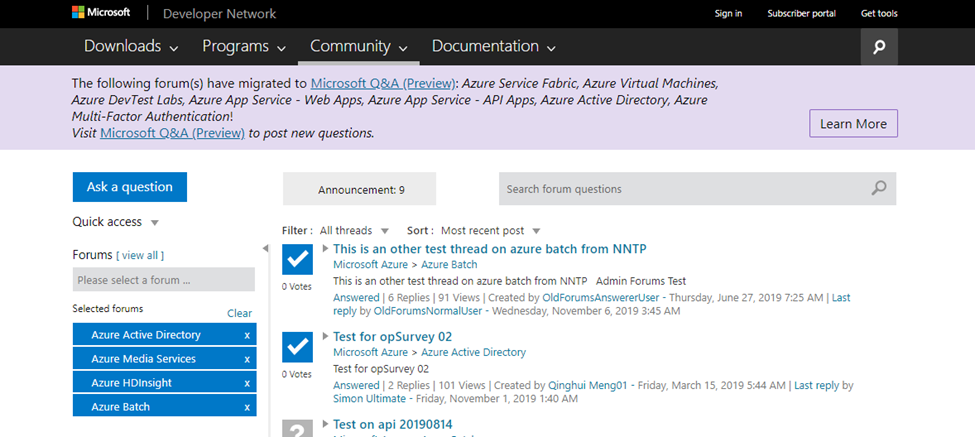 Microsoft Developer Network
Sign in Subscriber portal Get tools
Downloads Programs Community Documentation
The following forum(s) have migrated to Microsoft Q&A (Preview): Azure Service Fabric, Azure Virtual Machines,
Azure DevTest Labs, Azure App Service - Web Apps, Azure App Service - API Apps, Azure Active Directory, Azure
Multi-Factor Authentication!
Visit Microsoft Q&A (Preview) to post new questions.
Learn More
Ask a question
Quick access
Forums [ view all ]
Please select a forum ...
Selected forums Clear
Azure Active Directory x
Azure Media Services x
Azure HDInsight x
Azure Batch x
Announcement: 9
Search forum questions
Filter : All threads Sort : Most recent post
This is an other test thread on azure batch from NNTP
Microsoft Azure > Azure Batch
0 Votes
This is an other test thread on azure batch from NNTP Admin Forums Test
Answered | 6 Replies | 91 Views | Created by OldForumsAnswererUser - Thursday, June 27, 2019 7:25 AM | Last
reply by OldForumsNormalUser - Wednesday, November 6, 2019 3:45 AM
Test for opSurvey 02
Microsoft Azure > Azure Active Directory
0 Votes
Test for opSurvey 02
Answered | 2 Replies | 101 Views | Created by Qinghui Meng01 - Friday, March 15, 2019 5:44 AM | Last reply by
Simon Ultimate - Friday, November 1, 2019 1:40 AM
?
Test on api 20190814